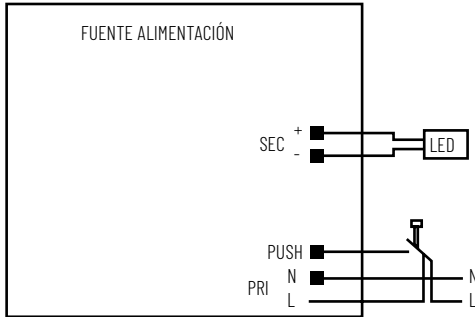 FUENTE ALIMENTACIÓN
SEC + -
LED
PUSH
PRI N L
N
L